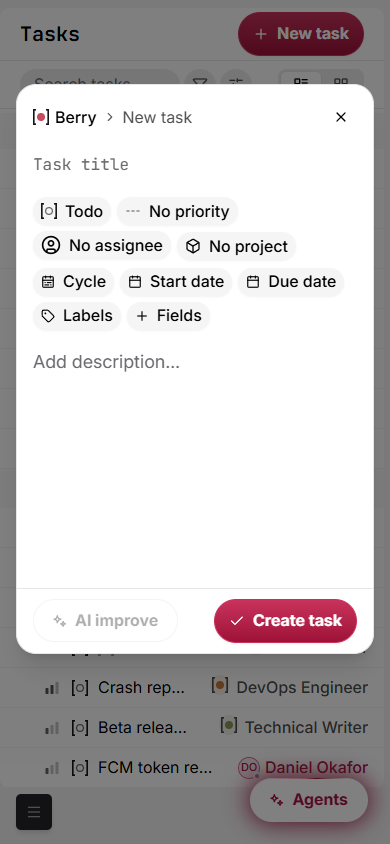 Tasks
New task
Search tasks
Berry > New task
Task title
Todo
No priority
No assignee
No project
Cycle
Start date
Due date
Labels
Fields
Add description...
AI improve
Create task
Crash rep...
DevOps Engineer
Beta relea...
Technical Writer
FCM token re...
DO
Daniel Okafor
Agents